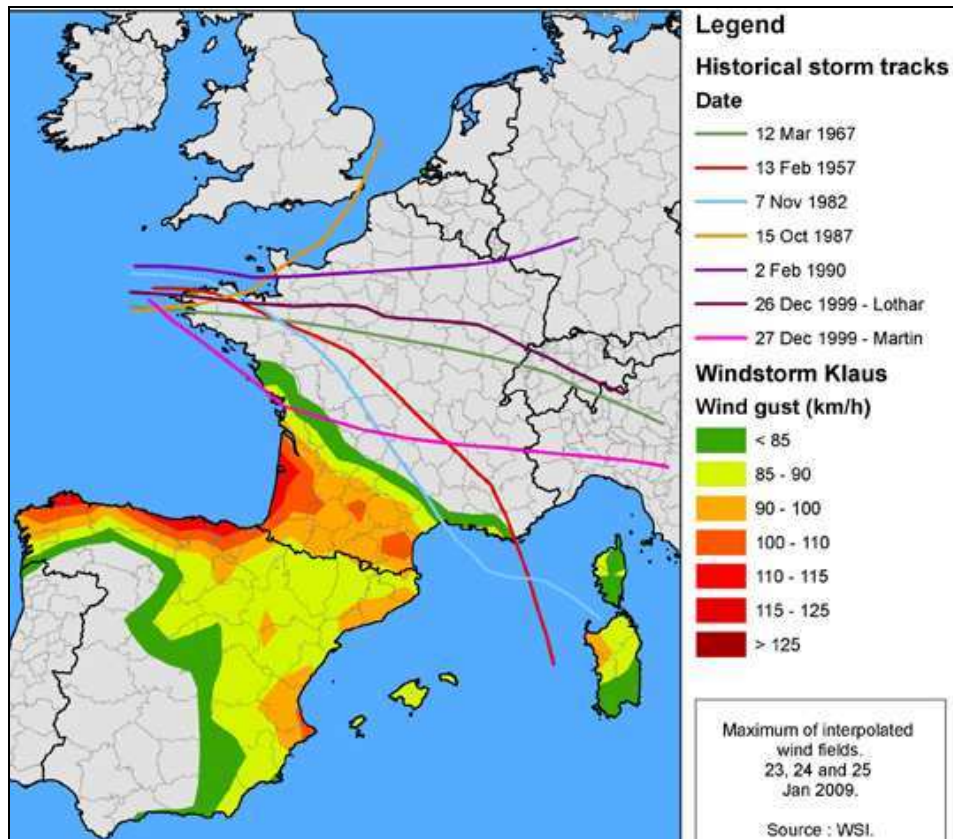 Legend
Historical storm tracks
Date
12 Mar 1967
13 Feb 1957
7 Nov 1982
15 Oct 1987
2 Feb 1990
26 Dec 1999 - Lothar
27 Dec 1999 - Martin
Windstorm Klaus
Wind gust (km/h)
< 85
85 - 90
90 - 100
100 - 110
110 - 115
115 - 125
> 125
Maximum of interpolated
wind fields.
23, 24 and 25
Jan 2009.
Source : WSI.